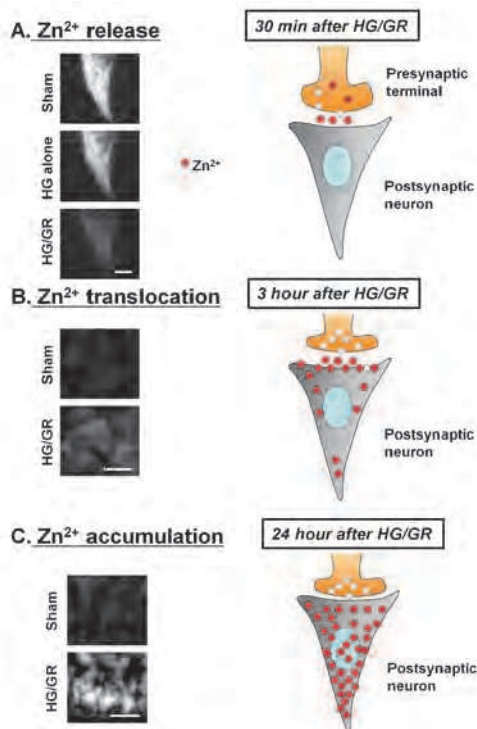 A. Zn²⁺ release
30 min after HG/GR
Sham
HG alone
HG/GR
Zn²⁺
Presynaptic
terminal
Postsynaptic
neuron
B. Zn²⁺ translocation
3 hour after HG/GR
Sham
HG/GR
Postsynaptic
neuron
C. Zn²⁺ accumulation
24 hour after HG/GR
Sham
HG/GR
Postsynaptic
neuron